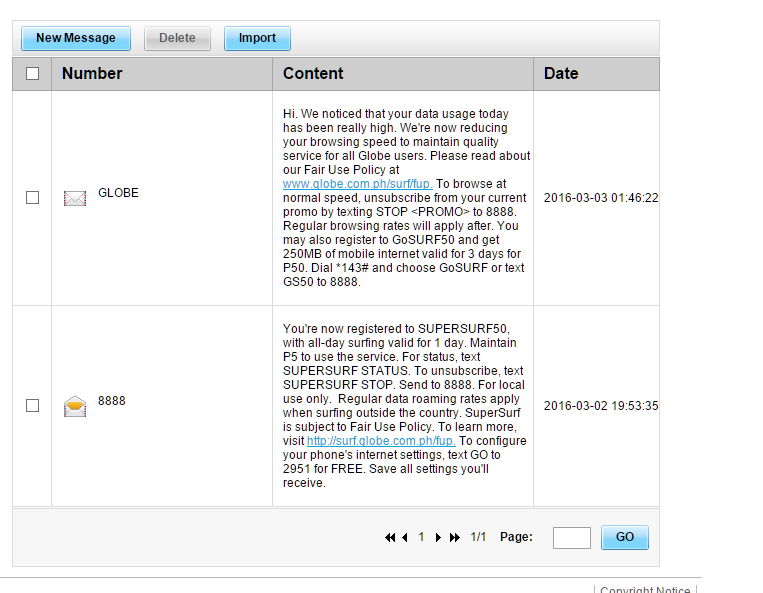 New Message Delete Import
Number Content Date
GLOBE
Hi. We noticed that your data usage today
has been really high. We're now reducing
your browsing speed to maintain quality
service for all Globe users. Please read about
our Fair Use Policy at
www.globe.com.ph/surf/fup. To browse at
normal speed, unsubscribe from your current
promo by texting STOP <PROMO> to 8888.
Regular browsing rates will apply after. You
may also register to GoSURF50 and get
250MB of mobile internet valid for 3 days for
P50. Dial *143# and choose GoSURF or text
GS50 to 8888.
2016-03-03 01:46:22
8888
You're now registered to SUPERSURF50,
with all-day surfing valid for 1 day. Maintain
P5 to use the service. For status, text
SUPERSURF STATUS. To unsubscribe, text
SUPERSURF STOP. Send to 8888. For local
use only.  Regular data roaming rates apply
when surfing outside the country. SuperSurf
is subject to Fair Use Policy. To learn more,
visit http://surf.globe.com.ph/fup. To configure
your phone's internet settings, text GO to
2951 for FREE. Save all settings you'll
receive.
2016-03-02 19:53:35
1 1/1 Page: GO
Copyright Notice